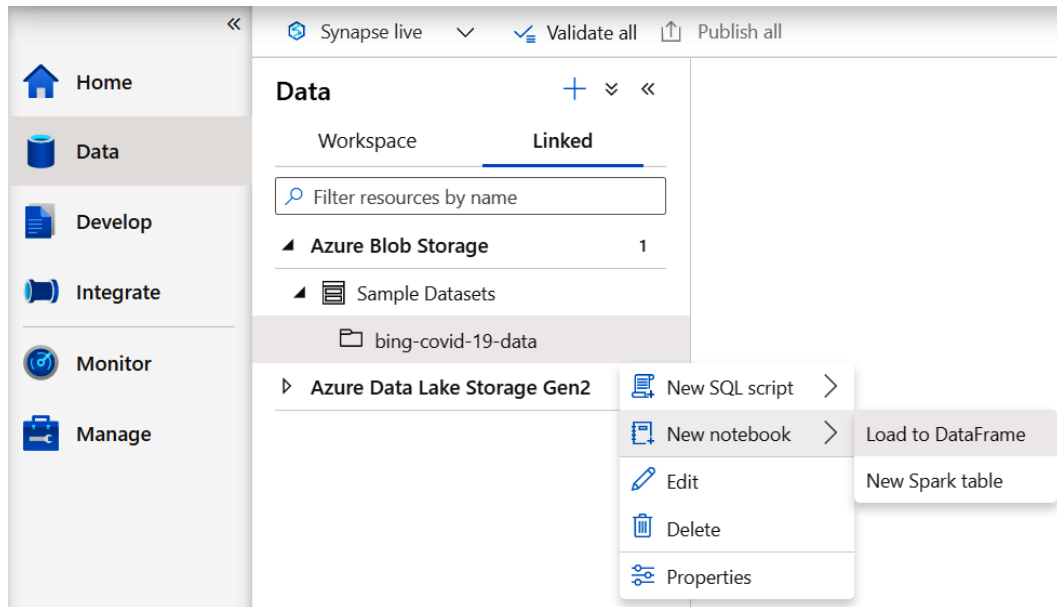 Synapse live
Validate all
Publish all
Home
Data
Develop
Integrate
Monitor
Manage
Data
Workspace
Linked
Filter resources by name
Azure Blob Storage 1
Sample Datasets
bing-covid-19-data
Azure Data Lake Storage Gen2
New SQL script
New notebook
Edit
Delete
Properties
Load to DataFrame
New Spark table